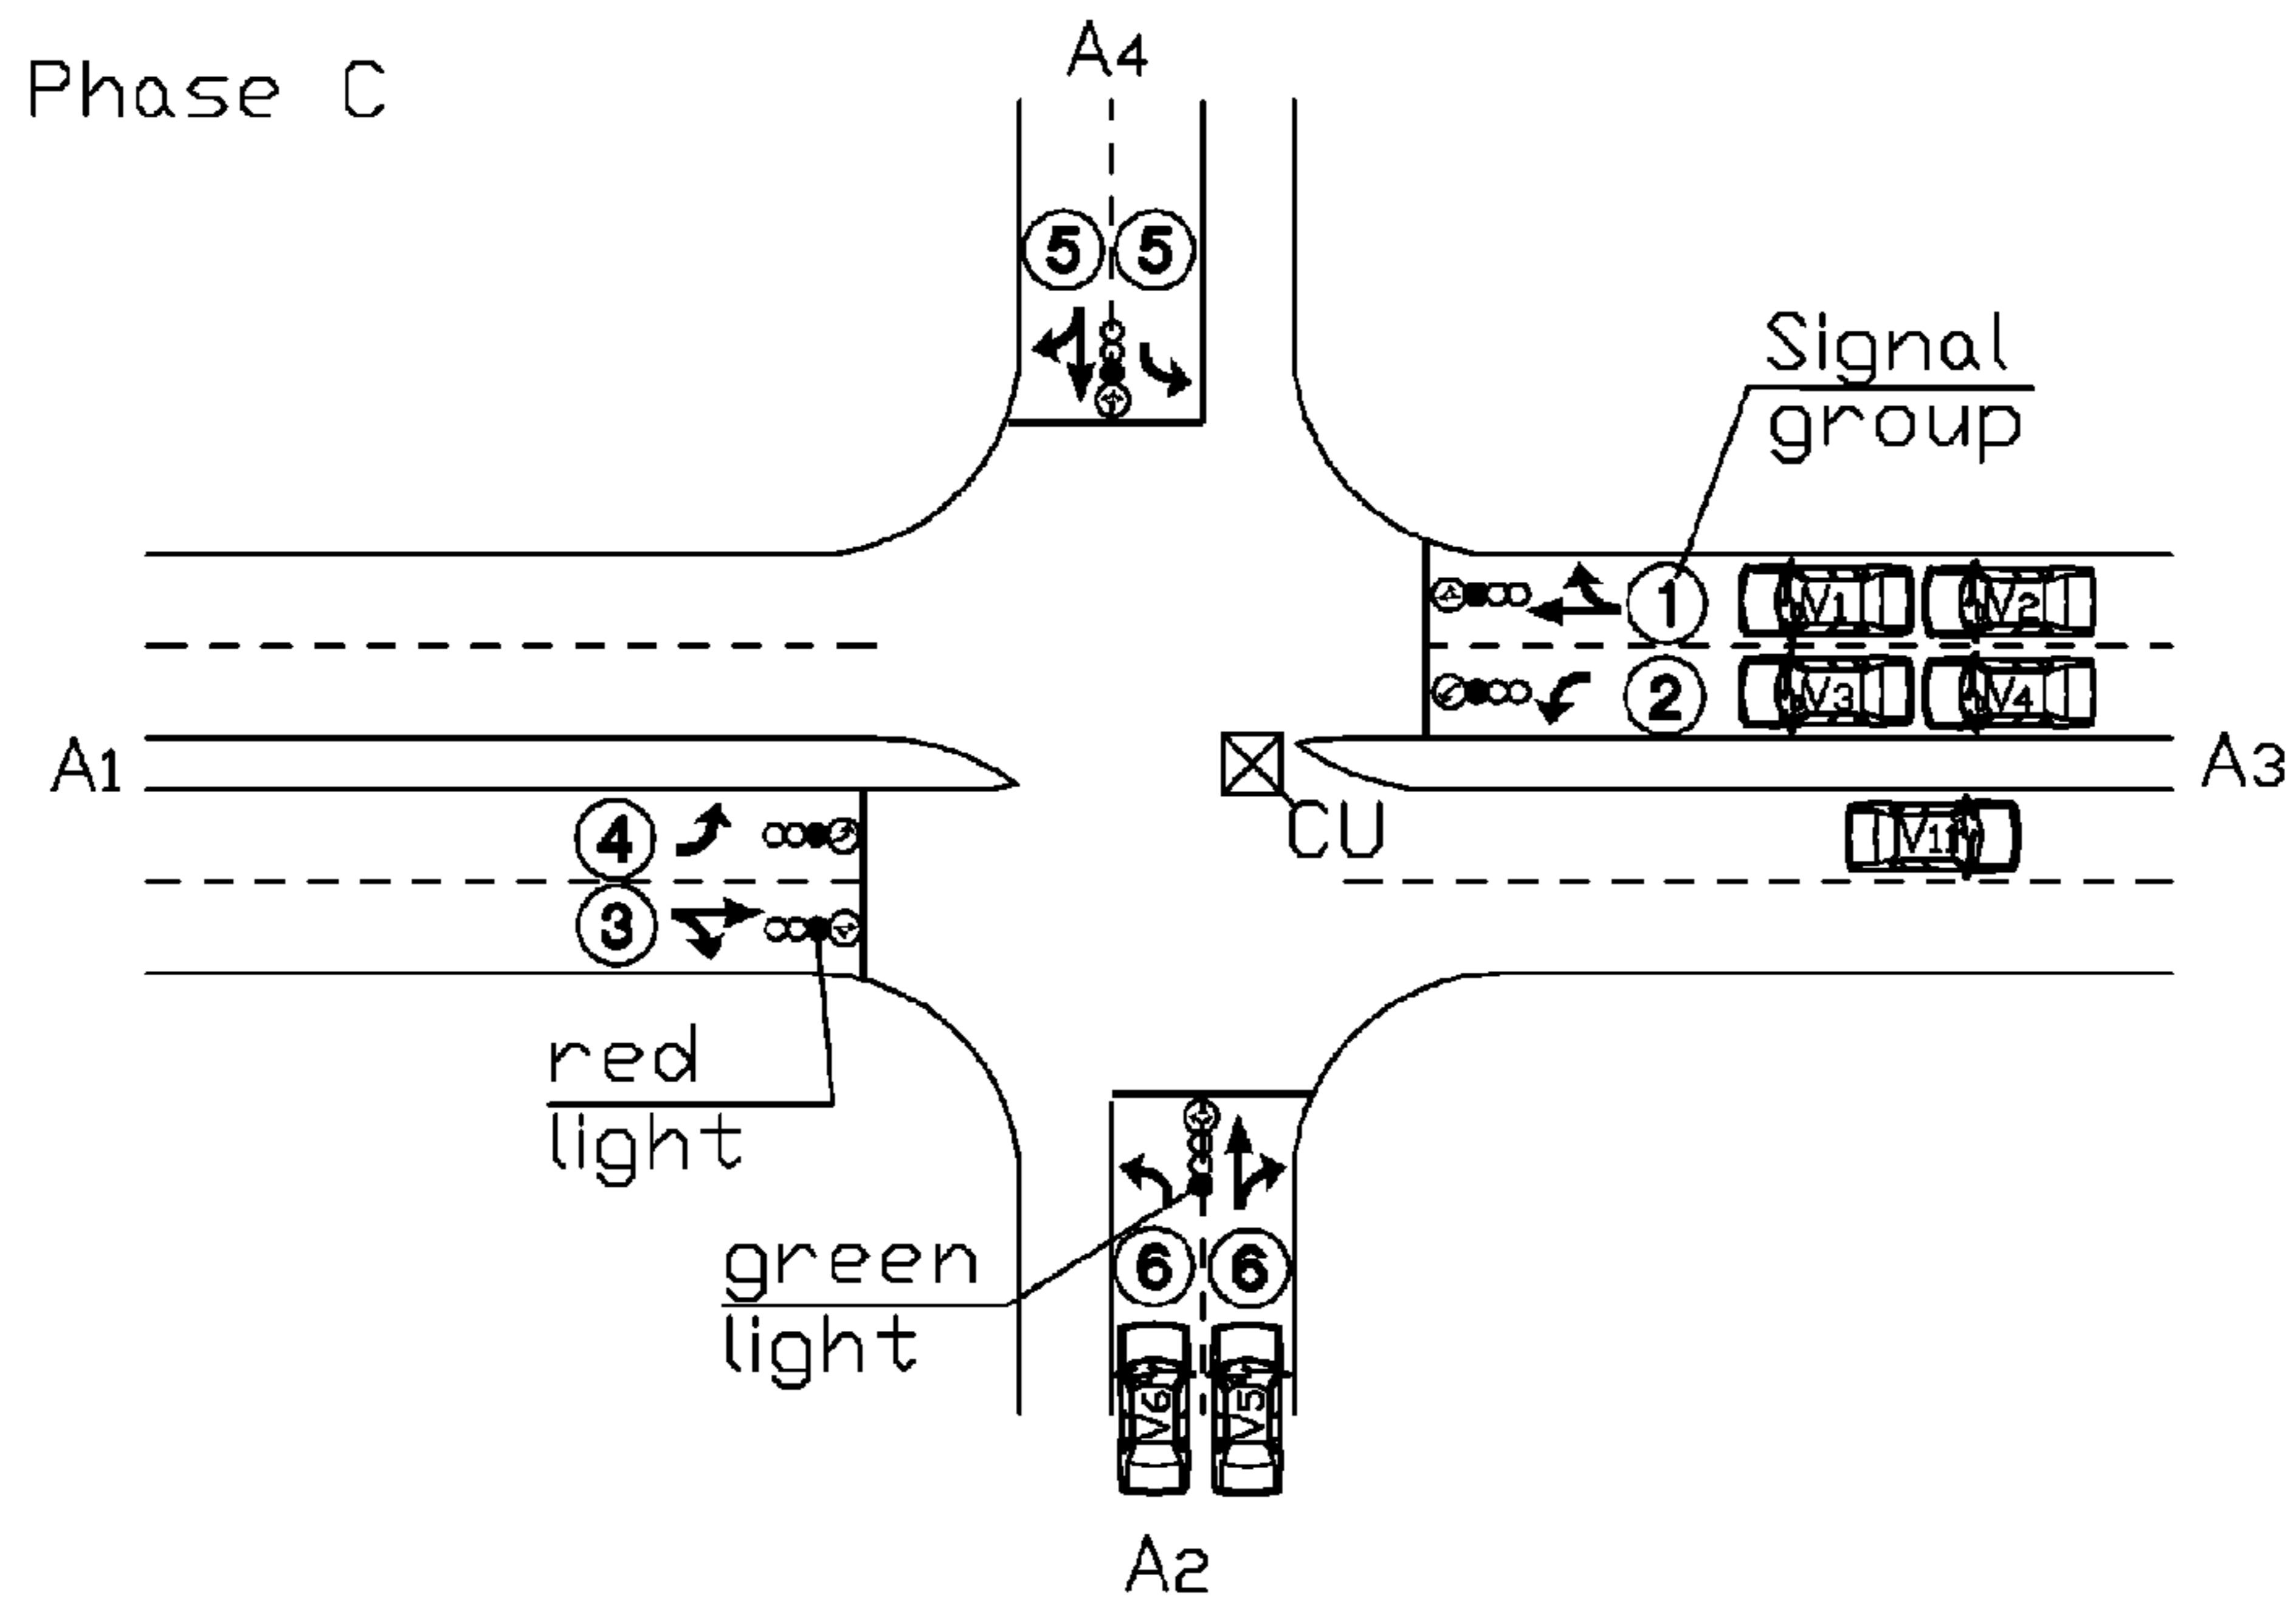 A4
Phase C
5 5
Signal
group
1 V1 V2
2 V3 V4
A1
A3
CU
4
V11
3
red
light
green
light
6 6
V6 V5
A2